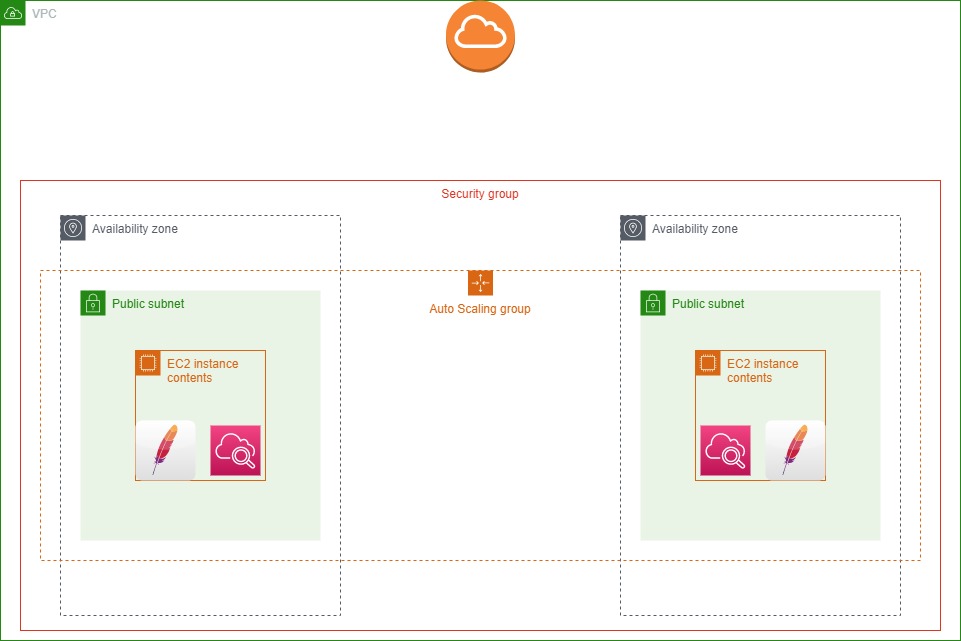 VPC
Security group
Availability zone
Availability zone
Auto Scaling group
Public subnet
Public subnet
EC2 instance
contents
EC2 instance
contents